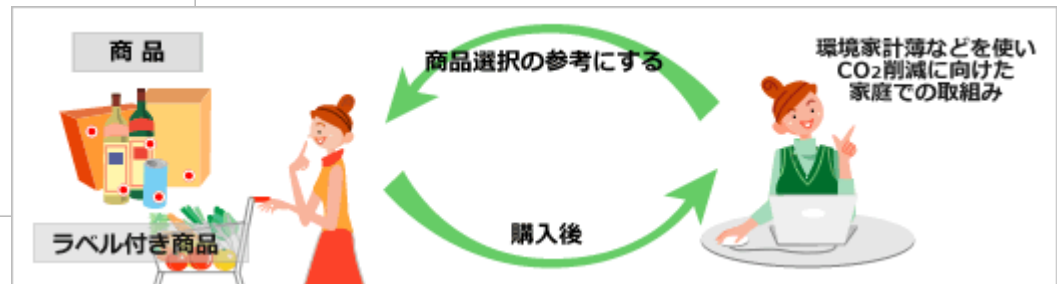 商品
ラベル付き商品
商品選択の参考にする
購入後
環境家計薄などを使い
CO2削減に向けた
家庭での取組み